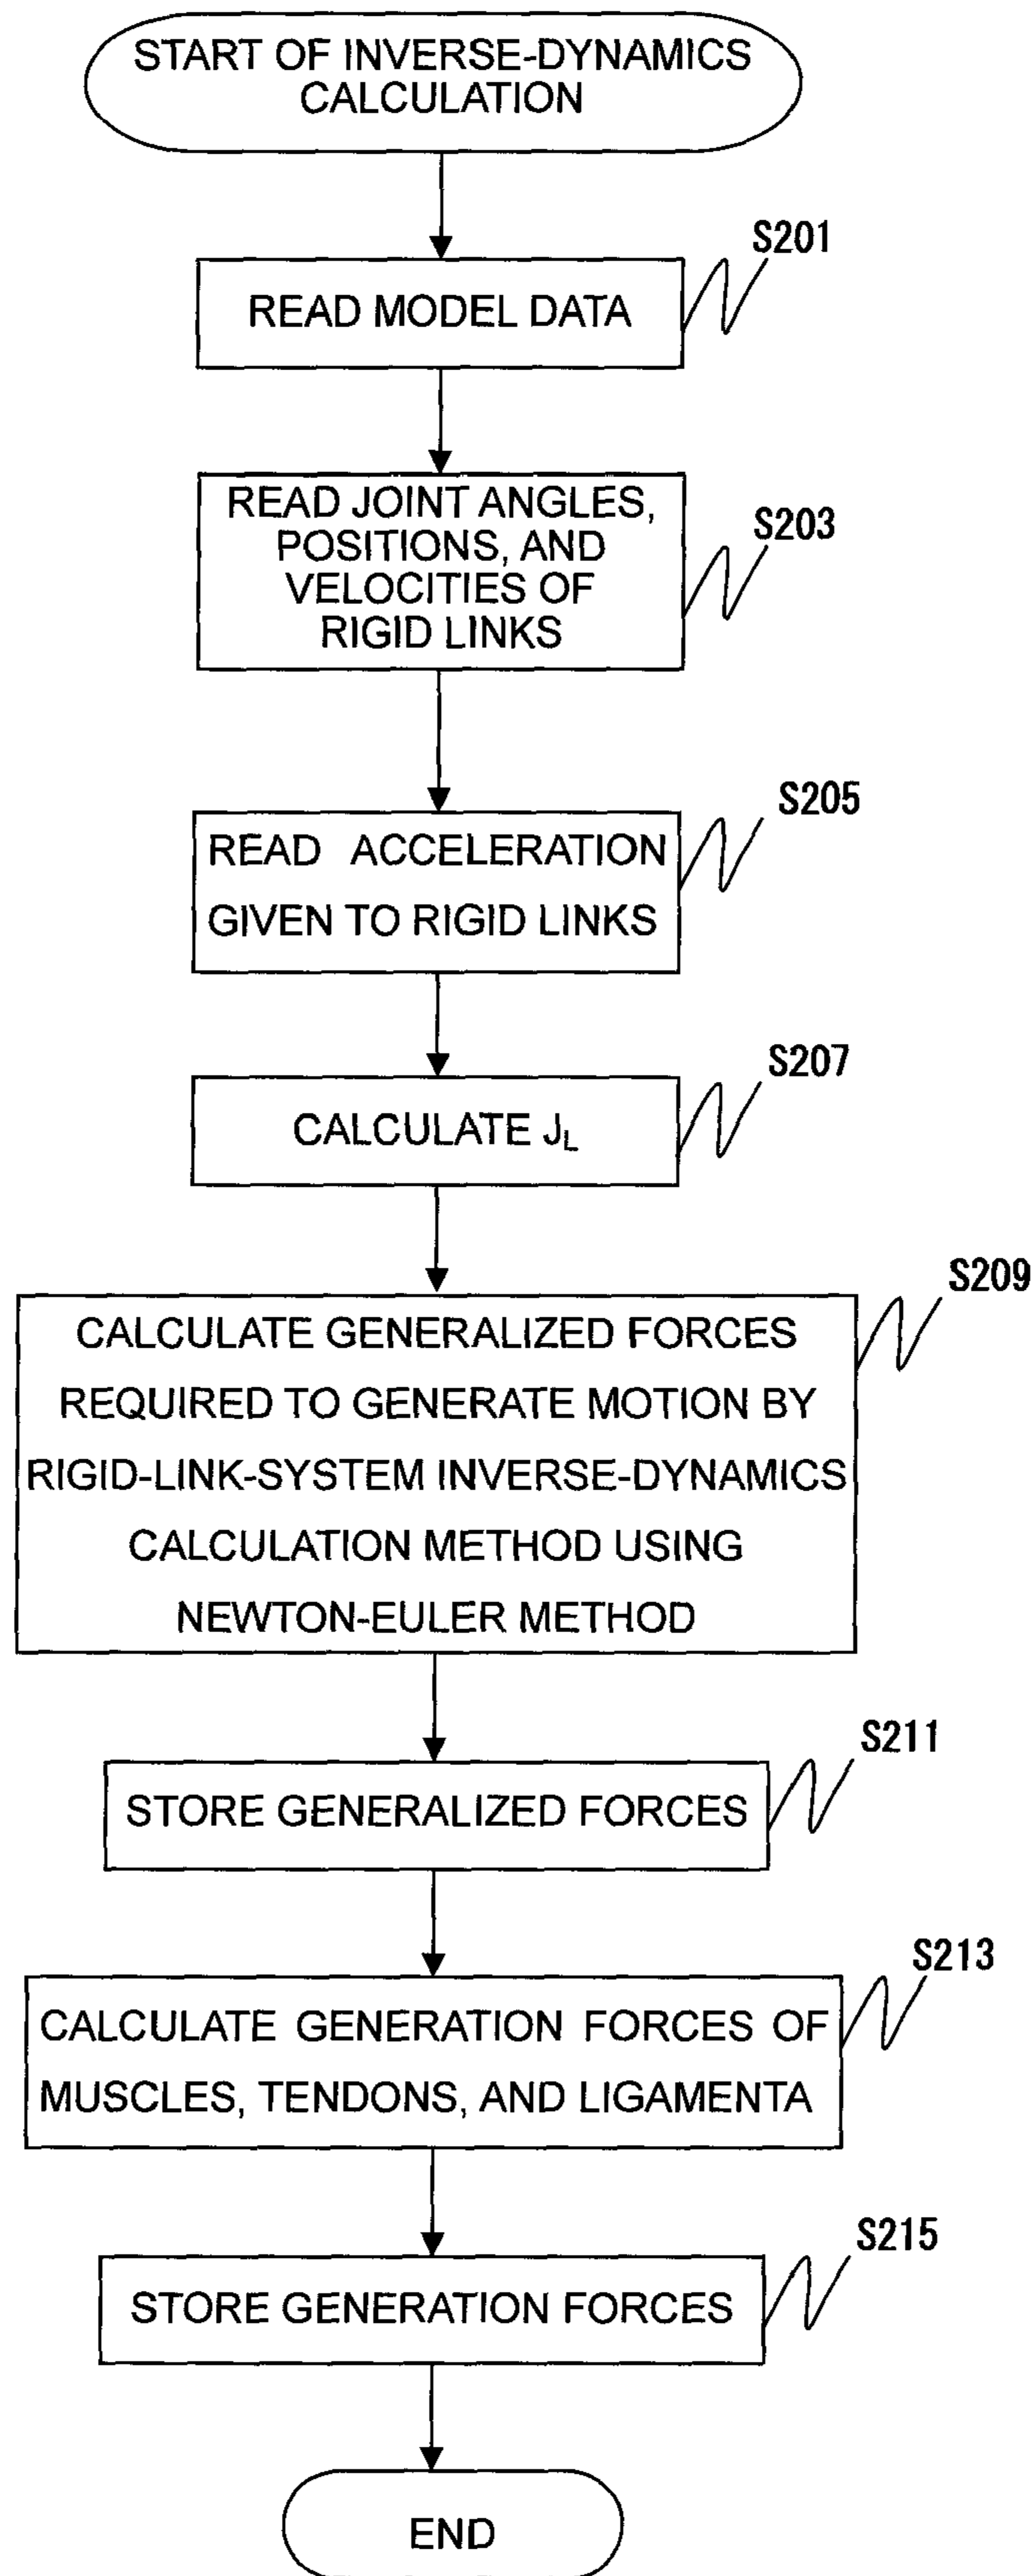 START OF INVERSE-DYNAMICS
CALCULATION
S201
READ MODEL DATA
S203
READ JOINT ANGLES,
POSITIONS, AND
VELOCITIES OF
RIGID LINKS
S205
READ ACCELERATION
GIVEN TO RIGID LINKS
S207
CALCULATE JL
S209
CALCULATE GENERALIZED FORCES
REQUIRED TO GENERATE MOTION BY
RIGID-LINK-SYSTEM INVERSE-DYNAMICS
CALCULATION METHOD USING
NEWTON-EULER METHOD
S211
STORE GENERALIZED FORCES
S213
CALCULATE GENERATION FORCES OF
MUSCLES, TENDONS, AND LIGAMENTA
S215
STORE GENERATION FORCES
END